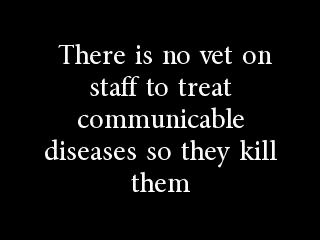 There is no vet on
staff to treat
communicable
diseases so they kill
them